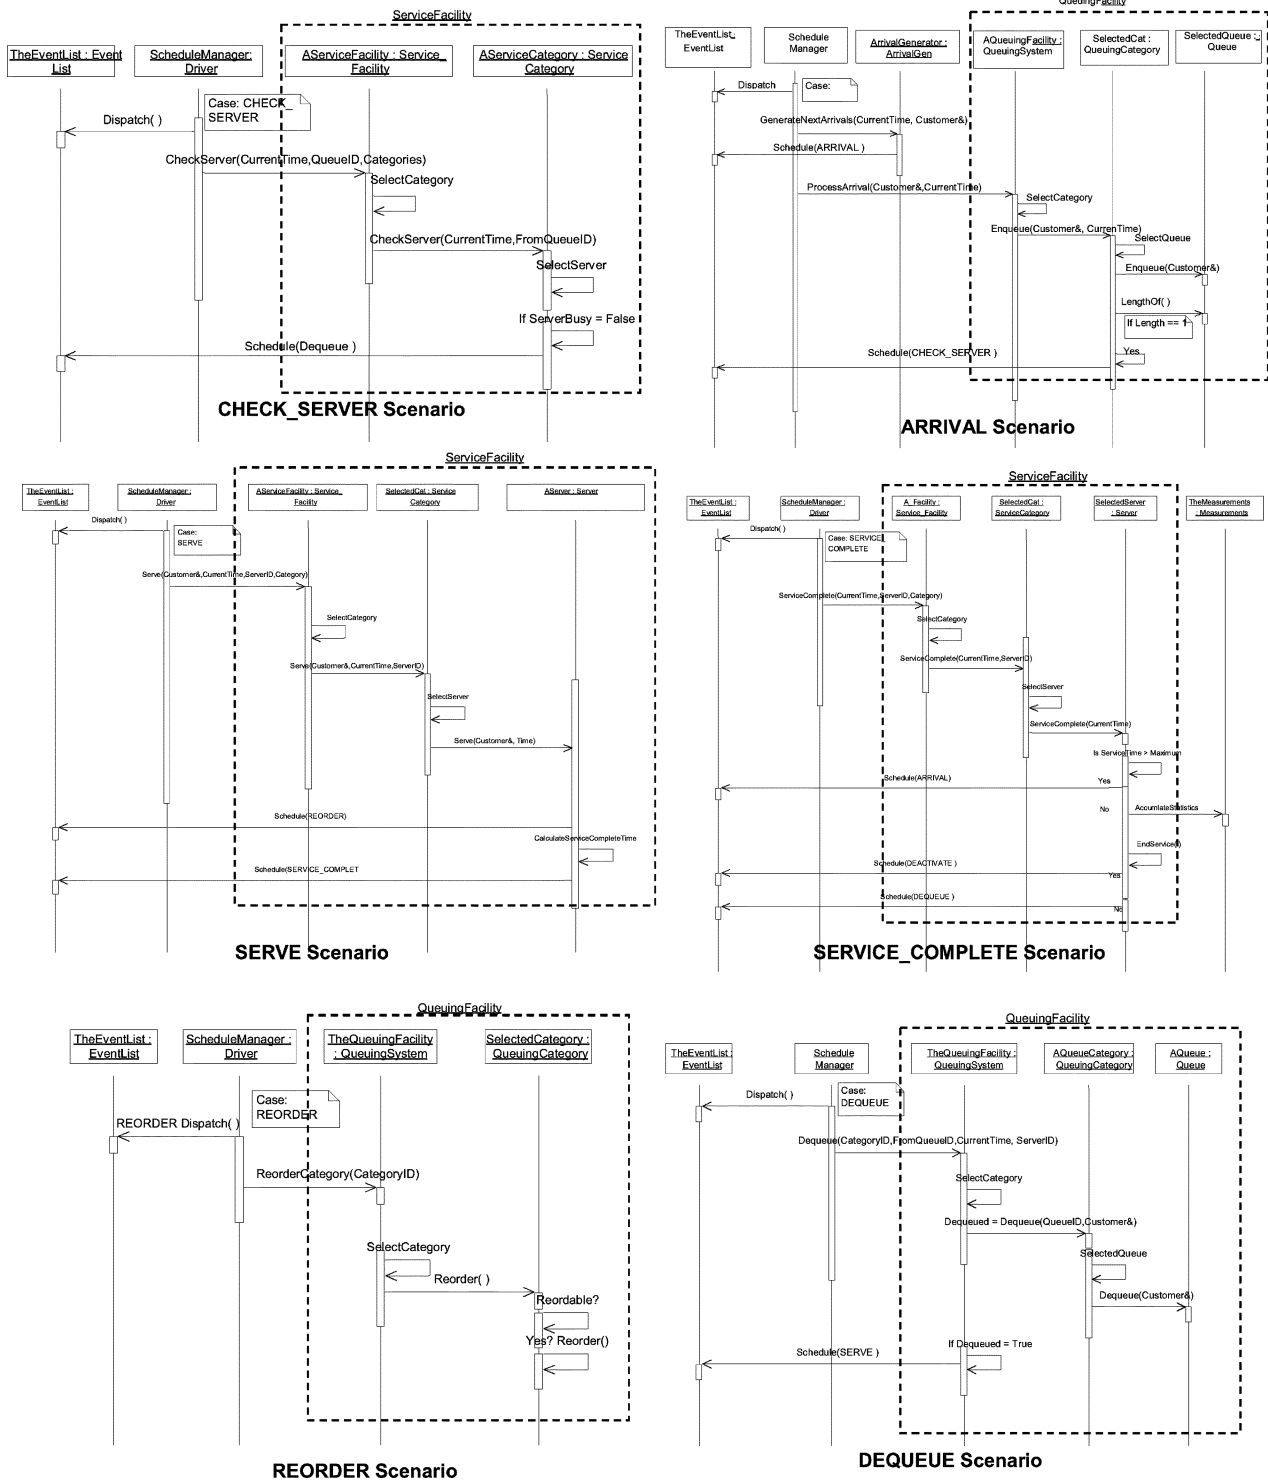 ServiceFacility
TheEventList : Event
List
ScheduleManager:
Driver
AServiceFacility : Service_
Facility
AServiceCategory : Service
Category
Case: CHECK_
SERVER
Dispatch( )
CheckServer(CurrentTime,QueueID,Categories)
SelectCategory
CheckServer(CurrentTime,FromQueueID)
SelectServer
If ServerBusy = False
Schedule(Dequeue )
CHECK_SERVER Scenario
QueuingFacility
TheEventList :
EventList
Schedule
Manager
ArrivalGenerator :
ArrivalGen
AQueuingFacility :
QueuingSystem
SelectedCat :
QueuingCategory
SelectedQueue :
Queue
Dispatch
Case:
GenerateNextArrivals(CurrentTime, Customer&)
Schedule(ARRIVAL )
ProcessArrival(Customer&,CurrentTime)
SelectCategory
Enqueue(Customer&, CurrenTime)
SelectQueue
Enqueue(Customer&)
LengthOf( )
If Length == 1
Schedule(CHECK_SERVER )
Yes
ARRIVAL Scenario
ServiceFacility
TheEventList :
EventList
ScheduleManager :
Driver
AServiceFacility : Service_
Facility
SelectedCat : Service
Category
AServer : Server
Dispatch( )
Case:
SERVE
Serve(Customer&,CurrentTime,ServerID,Category)
SelectCategory
Serve(Customer&,CurrentTime,ServerID)
SelectServer
Serve(Customer&, Time)
Schedule(REORDER)
CalculateServiceCompleteTime
Schedule(SERVICE_COMPLET
SERVE Scenario
ServiceFacility
TheEventList :
EventList
ScheduleManager :
Driver
A_Facility :
Service_Facility
SelectedCat :
ServiceCategory
SelectedServer
: Server
TheMeasurements
: Measurements
Dispatch( )
Case: SERVICE_
COMPLETE
ServiceComplete(CurrentTime,ServerID,Category)
SelectCategory
ServiceComplete(CurrentTime,ServerID)
SelectServer
ServiceComplete(CurrentTime)
Is ServiceTime > Maximum
Schedule(ARRIVAL)
Yes
No
AccumlateStatistics
EndService(t)
Schedule(DEACTIVATE )
Yes
Schedule(DEQUEUE )
No
SERVICE_COMPLETE Scenario
QueuingFacility
TheEventList :
EventList
ScheduleManager :
Driver
TheQueuingFacility
: QueuingSystem
SelectedCategory :
QueuingCategory
Case:
REORDER
REORDER Dispatch( )
ReorderCategory(CategoryID)
SelectCategory
Reorder( )
Reordable?
Yes? Reorder()
REORDER Scenario
QueuingFacility
TheEventList :
EventList
Schedule
Manager
TheQueuingFacility :
QueuingSystem
AQueueCategory :
QueuingCategory
AQueue :
Queue
Dispatch( )
Case:
DEQUEUE
Dequeue(CategoryID,FromQueueID,CurrentTime, ServerID)
SelectCategory
Dequeued = Dequeue(QueueID,Customer&)
SelectedQueue
Dequeue(Customer&)
If Dequeued = True
Schedule(SERVE )
DEQUEUE Scenario